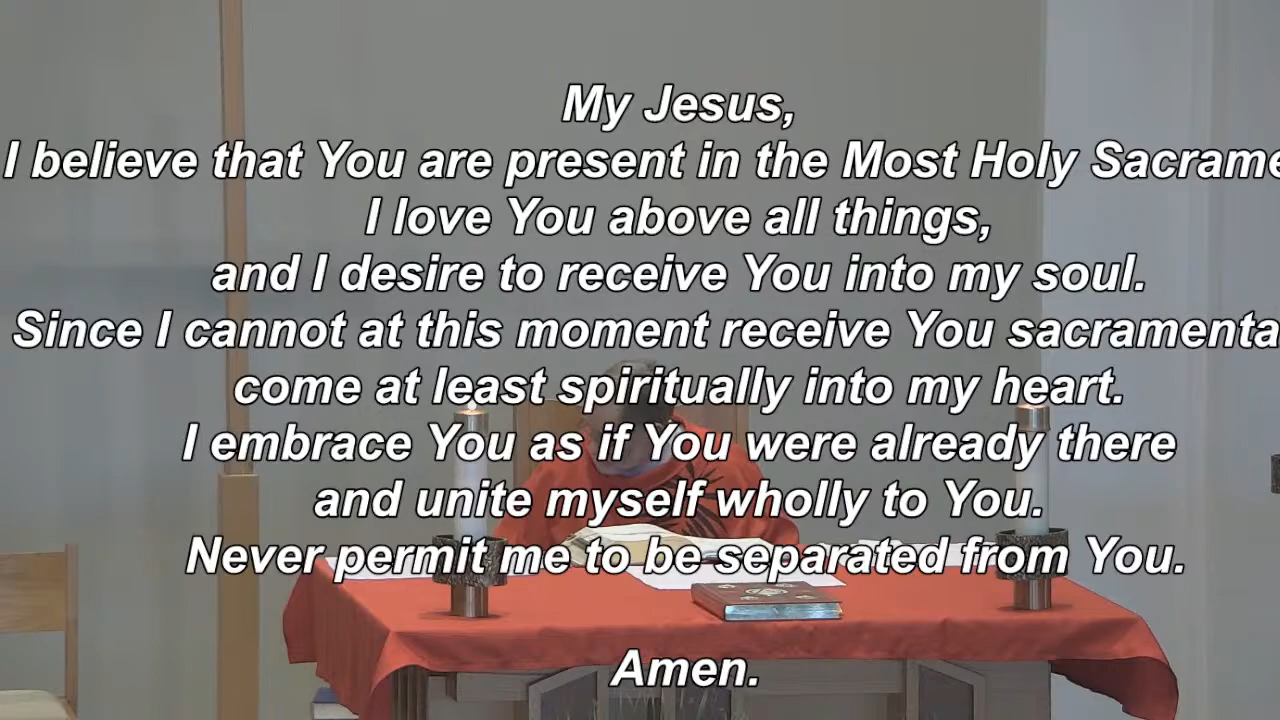 My Jesus,
I believe that You are present in the Most Holy Sacrame
I love You above all things,
and I desire to receive You into my soul.
Since I cannot at this moment receive You sacramenta
come at least spiritually into my heart.
I embrace You as if You were already there
and unite myself wholly to You.
Never permit me to be separated from You.
Amen.